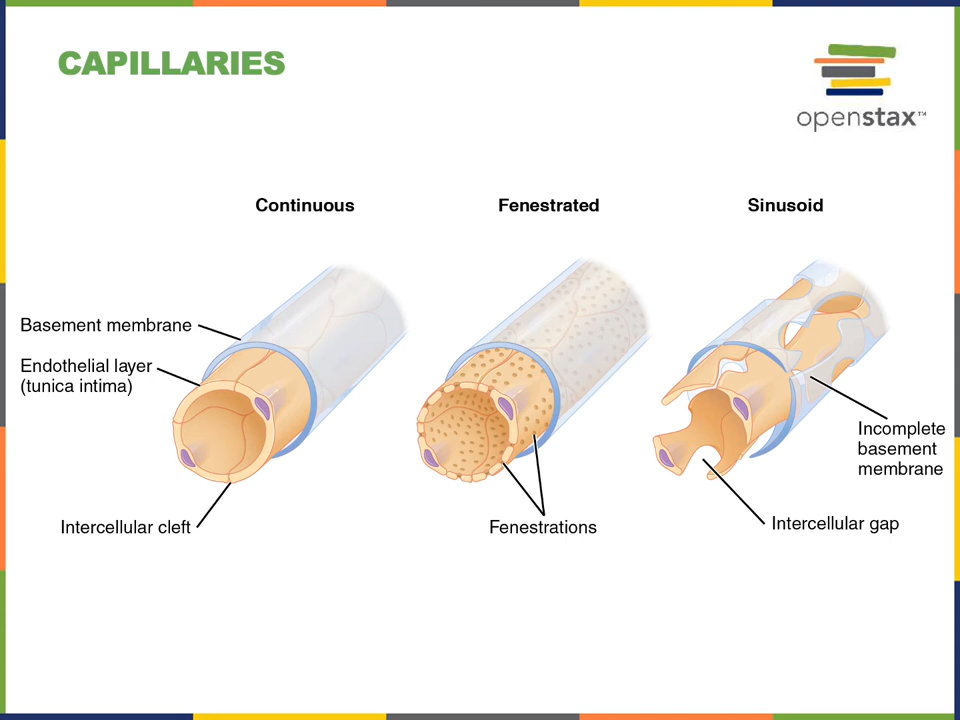 CAPILLARIES
openstax™
Continuous
Fenestrated
Sinusoid
Basement membrane
Endothelial layer
(tunica intima)
Incomplete
basement
membrane
Intercellular cleft
Fenestrations
Intercellular gap